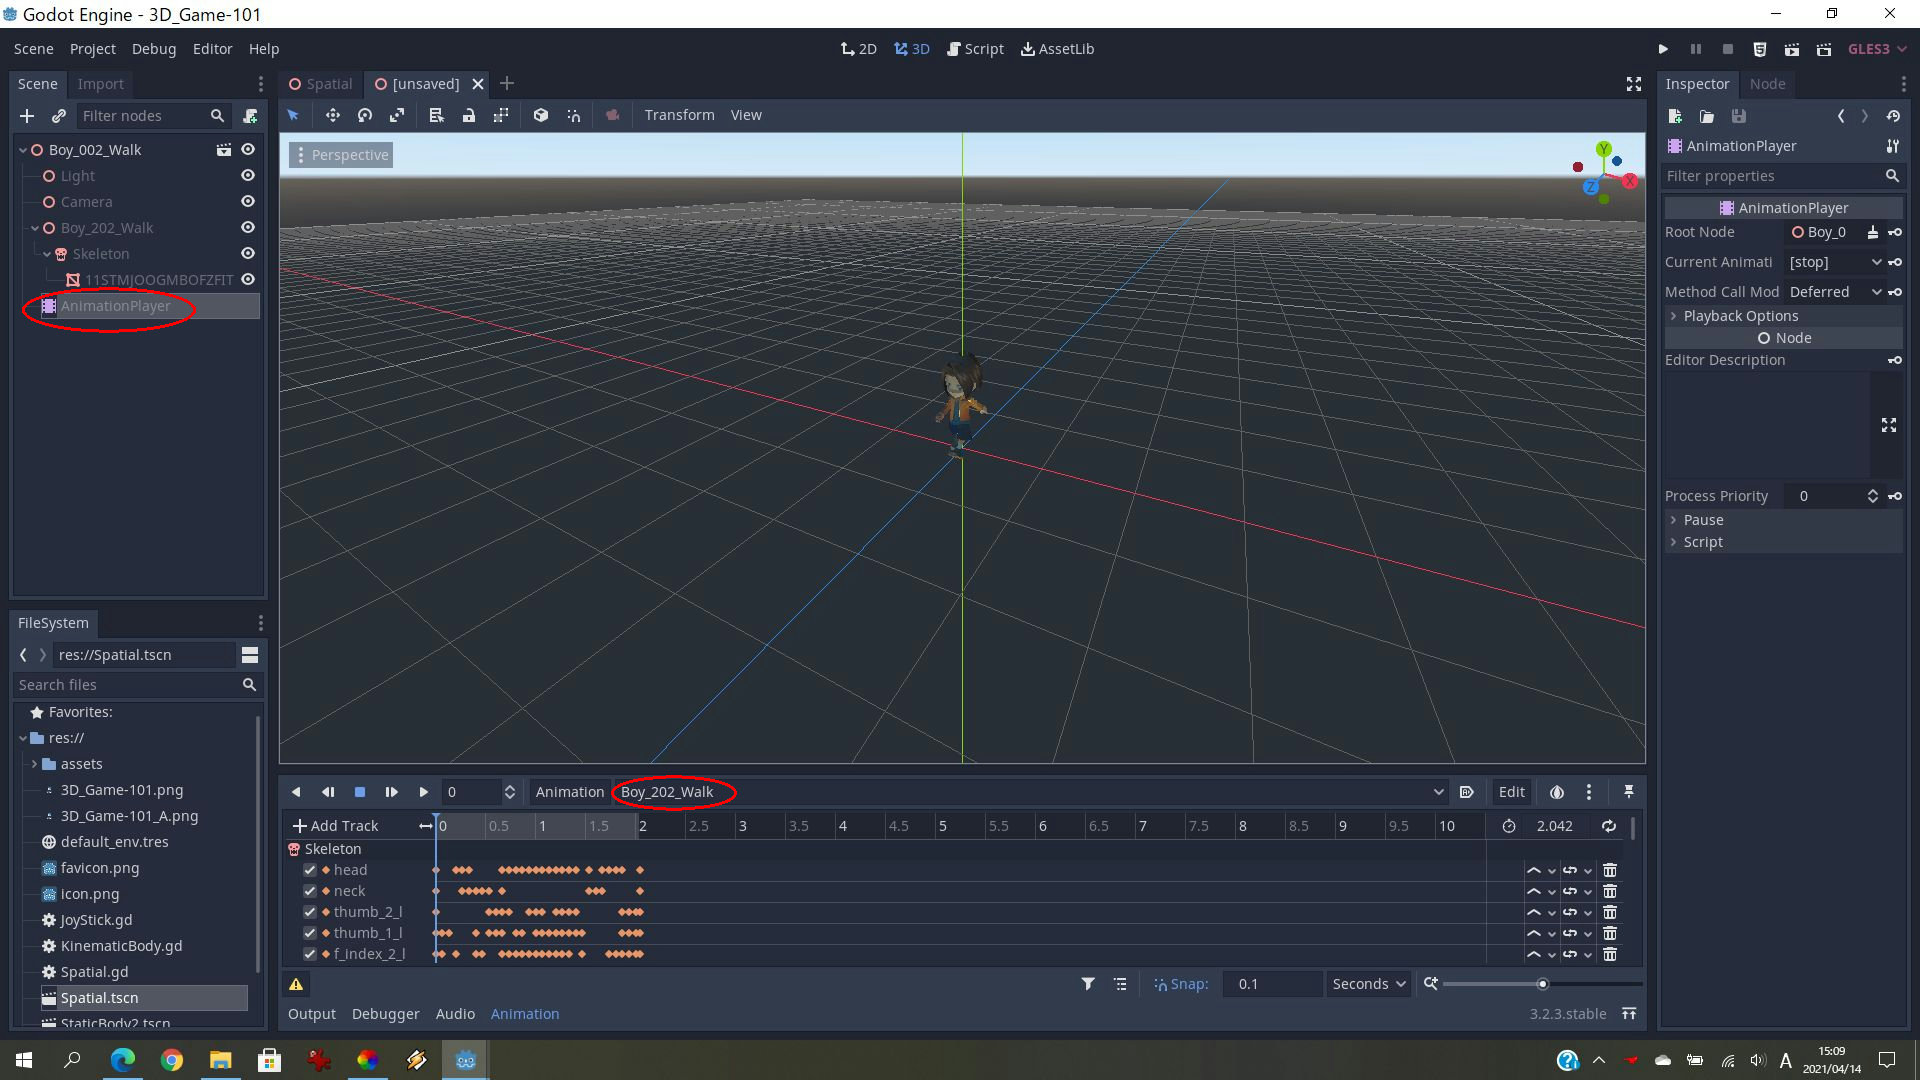 Godot Engine - 3D_Game-101
Scene Project Debug Editor Help
2D 3D Script AssetLib
GLES3
Scene Import
Spatial [unsaved]
Inspector Node
Filter nodes
Transform View
Boy_002_Walk
Light
Camera
Boy_202_Walk
Skeleton
11STMJOOGMBOFZFIT
AnimationPlayer
Perspective
Y
X
Z
AnimationPlayer
Filter properties
AnimationPlayer
Root Node Boy_0
Current Animati [stop]
Method Call Mod Deferred
Playback Options
Node
Editor Description
Process Priority 0
Pause
Script
FileSystem
res://Spatial.tscn
Search files
Favorites:
res://
assets
3D_Game-101.png
3D_Game-101_A.png
default_env.tres
favicon.png
icon.png
JoyStick.gd
KinematicBody.gd
Spatial.gd
Spatial.tscn
StaticBody2.tscn
0 Animation Boy_202_Walk Edit
Add Track 0 0.5 1 1.5 2 2.5 3 3.5 4 4.5 5 5.5 6 6.5 7 7.5 8 8.5 9 9.5 10 2.042
Skeleton
head
neck
thumb_2_l
thumb_1_l
f_index_2_l
Snap: 0.1 Seconds
Output Debugger Audio Animation
3.2.3.stable
A
15:09
2021/04/14